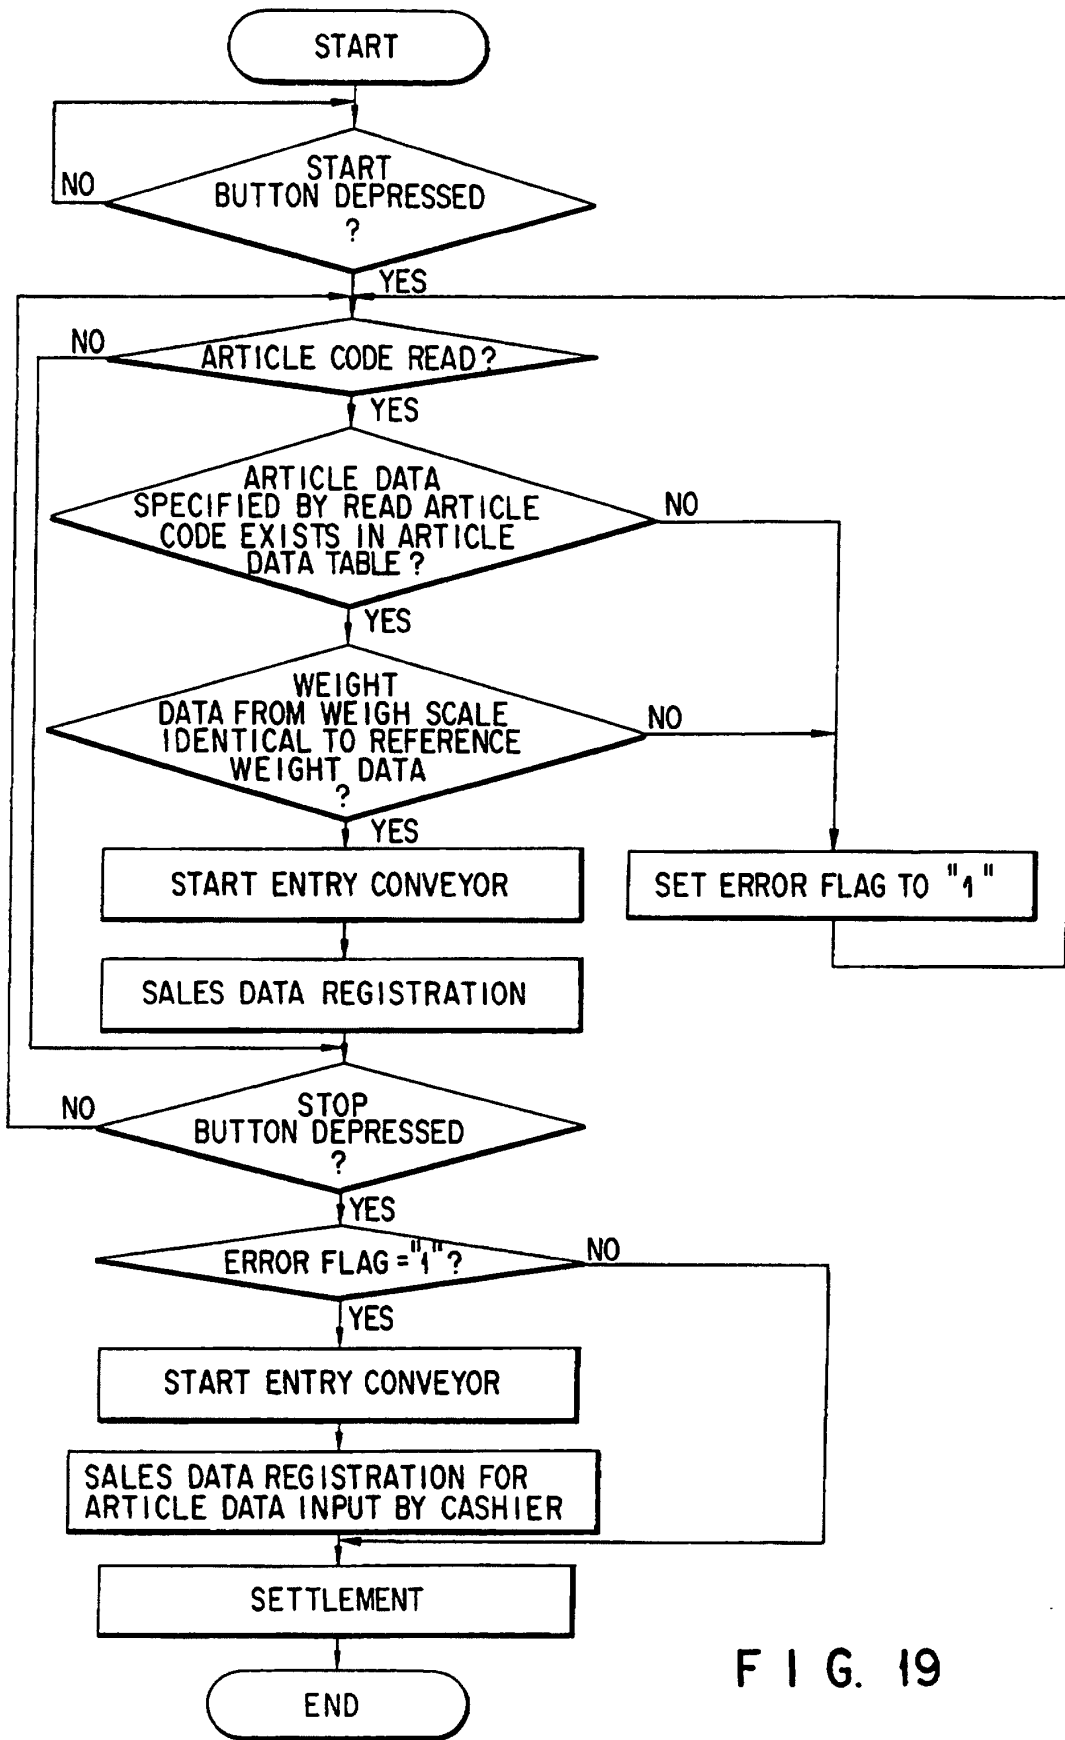 START
START
BUTTON DEPRESSED
?
NO
YES
NO
ARTICLE CODE READ?
YES
ARTICLE DATA
SPECIFIED BY READ ARTICLE
CODE EXISTS IN ARTICLE
DATA TABLE?
NO
YES
WEIGHT
DATA FROM WEIGH SCALE
IDENTICAL TO REFERENCE
WEIGHT DATA
?
NO
YES
START ENTRY CONVEYOR
SET ERROR FLAG TO "1"
SALES DATA REGISTRATION
NO
STOP
BUTTON DEPRESSED
?
YES
ERROR FLAG="1"?
NO
YES
START ENTRY CONVEYOR
SALES DATA REGISTRATION FOR
ARTICLE DATA INPUT BY CASHIER
SETTLEMENT
END
FIG. 19